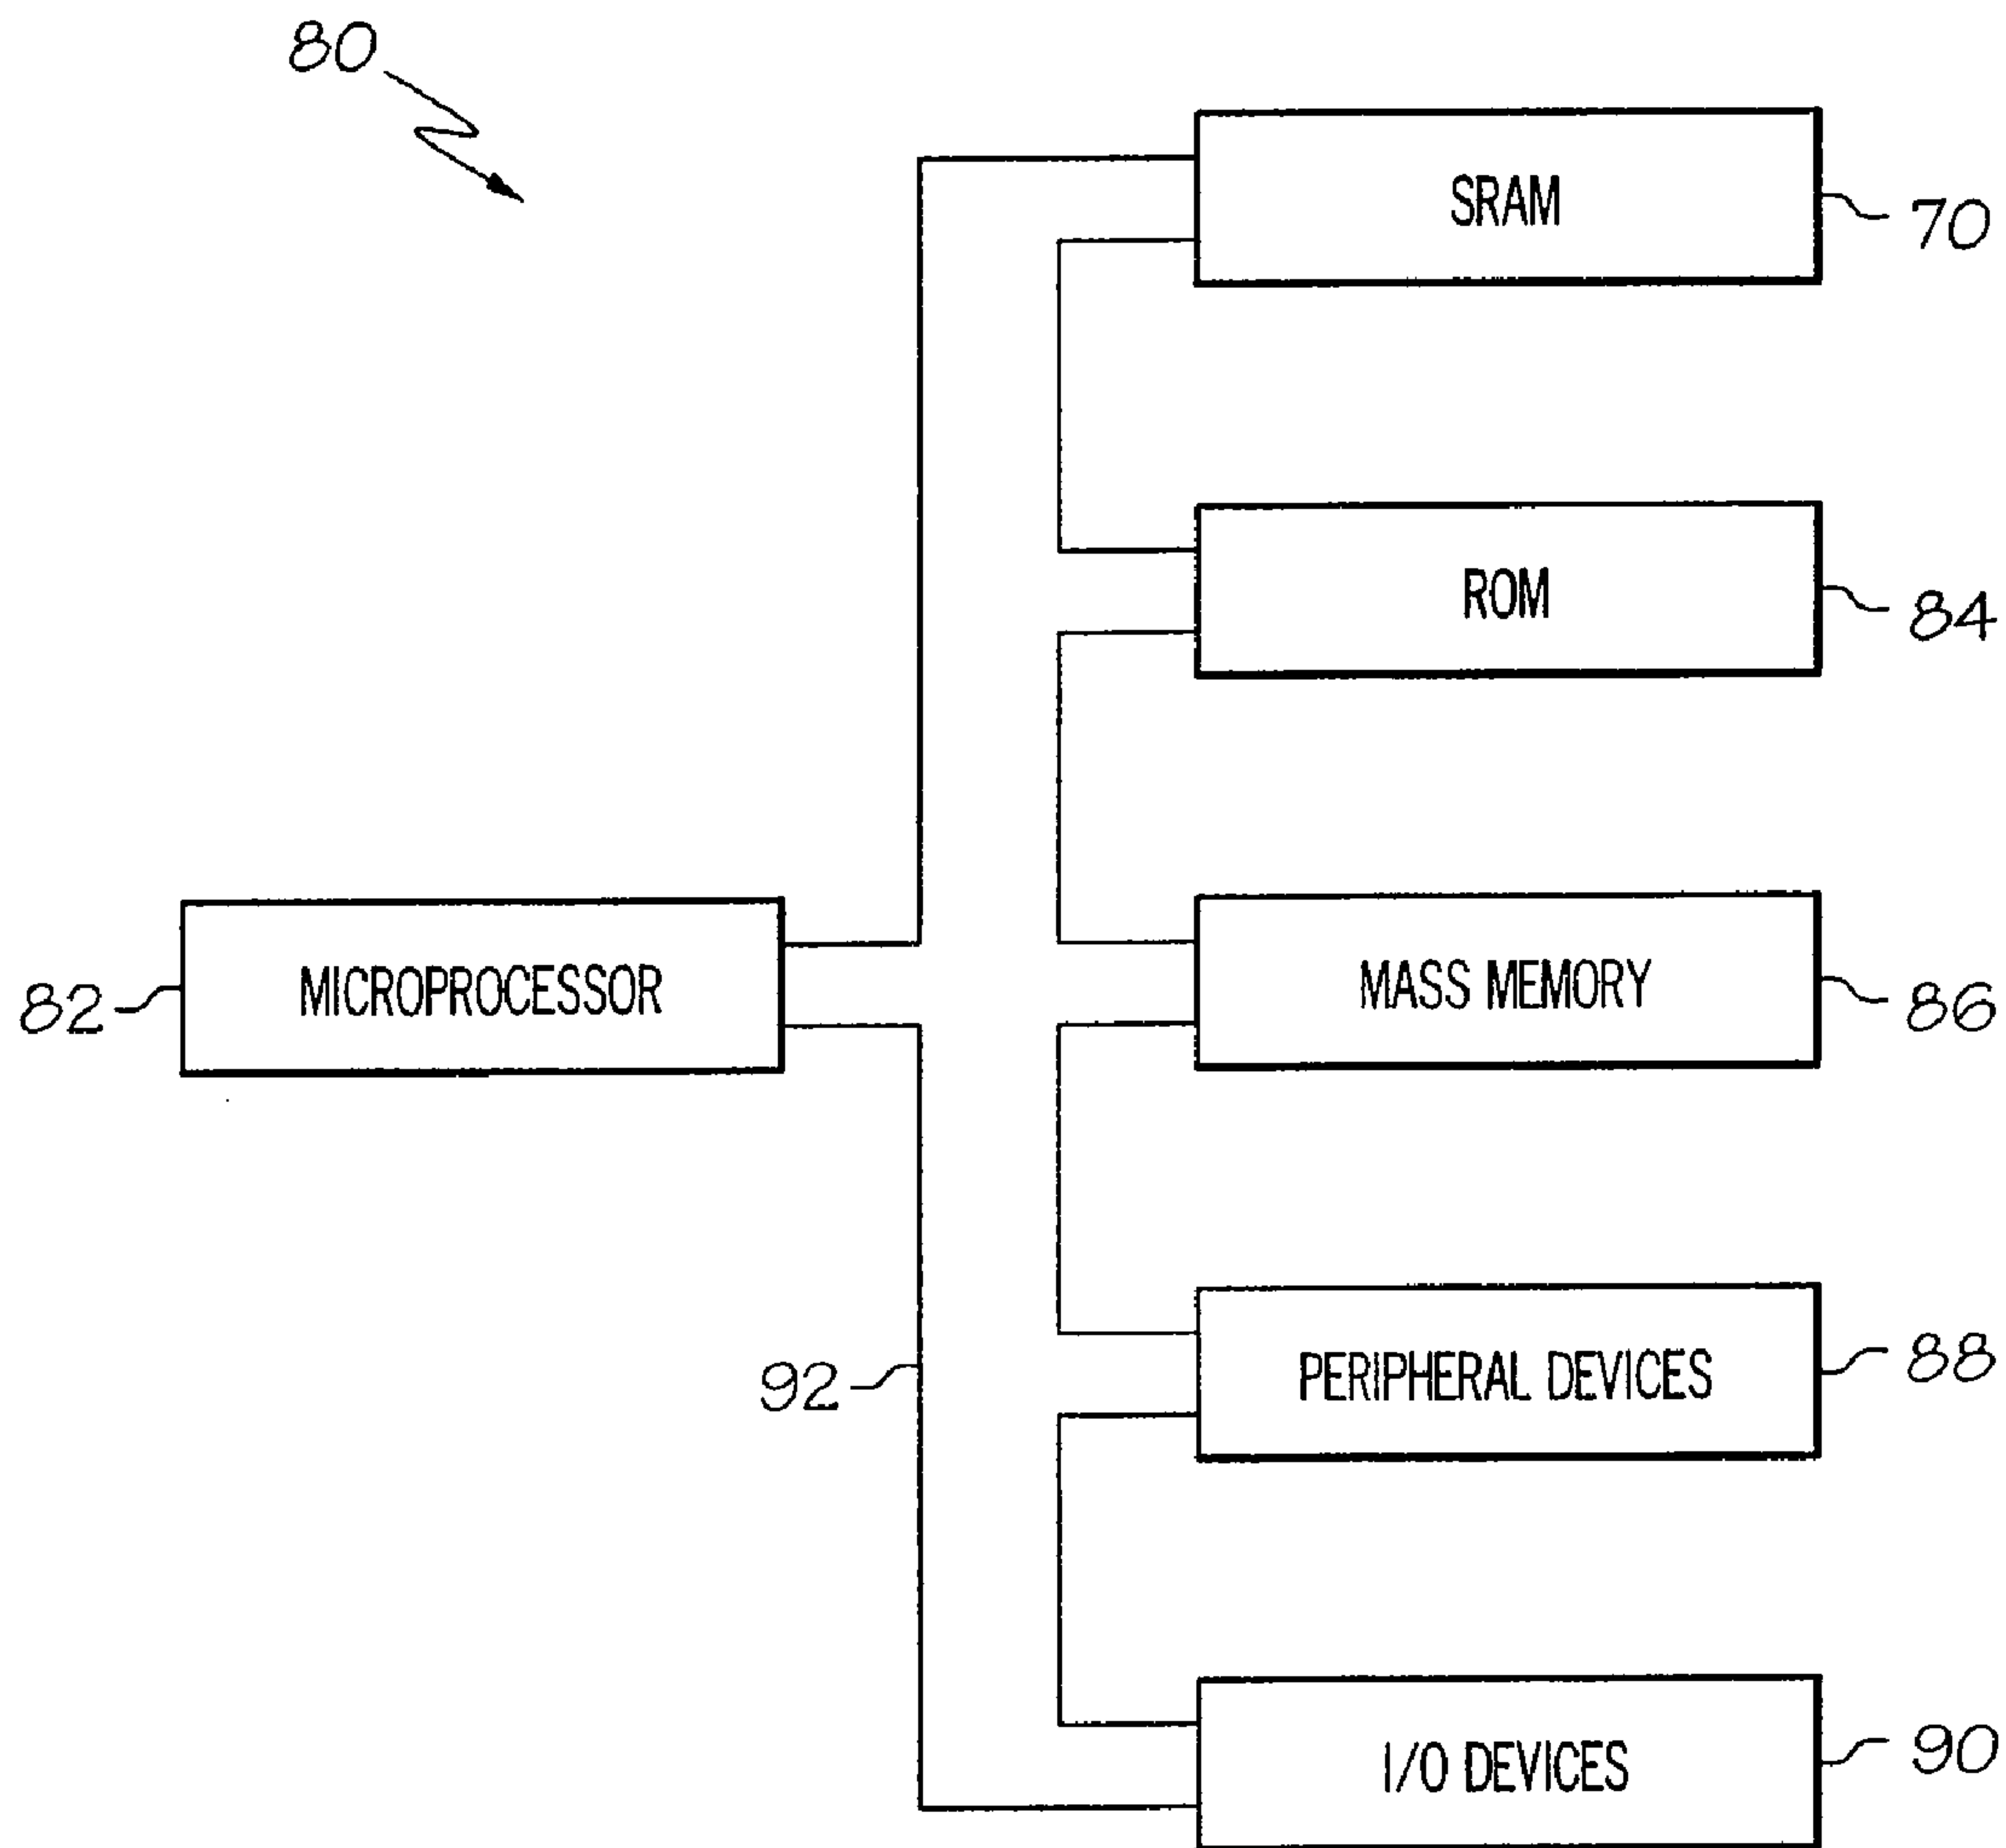 80
SRAM
70
ROM
84
MICROPROCESSOR
82
MASS MEMORY
86
PERIPHERAL DEVICES
88
92
I/O DEVICES
90